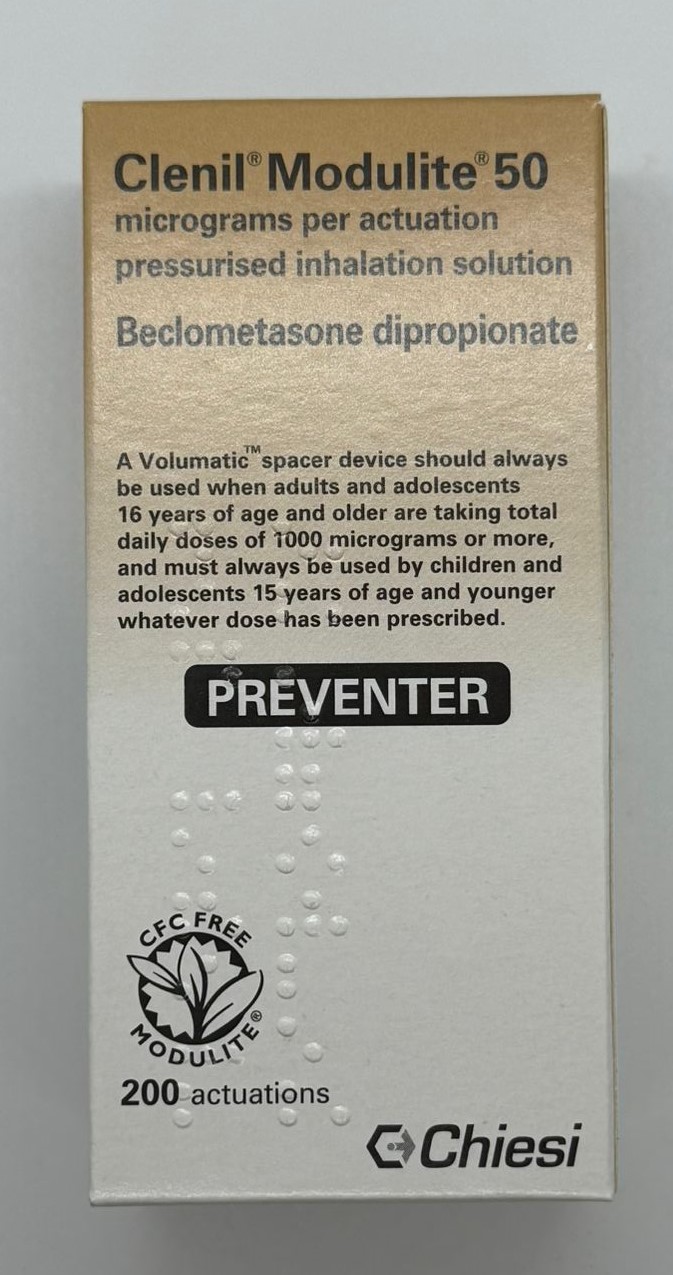 Clenil® Modulite® 50
micrograms per actuation
pressurised inhalation solution
Beclometasone dipropionate
A Volumatic™ spacer device should always
be used when adults and adolescents
16 years of age and older are taking total
daily doses of 1000 micrograms or more,
and must always be used by children and
adolescents 15 years of age and younger
whatever dose has been prescribed.
PREVENTER
CFC FREE
MODULITE®
200 actuations
Chiesi